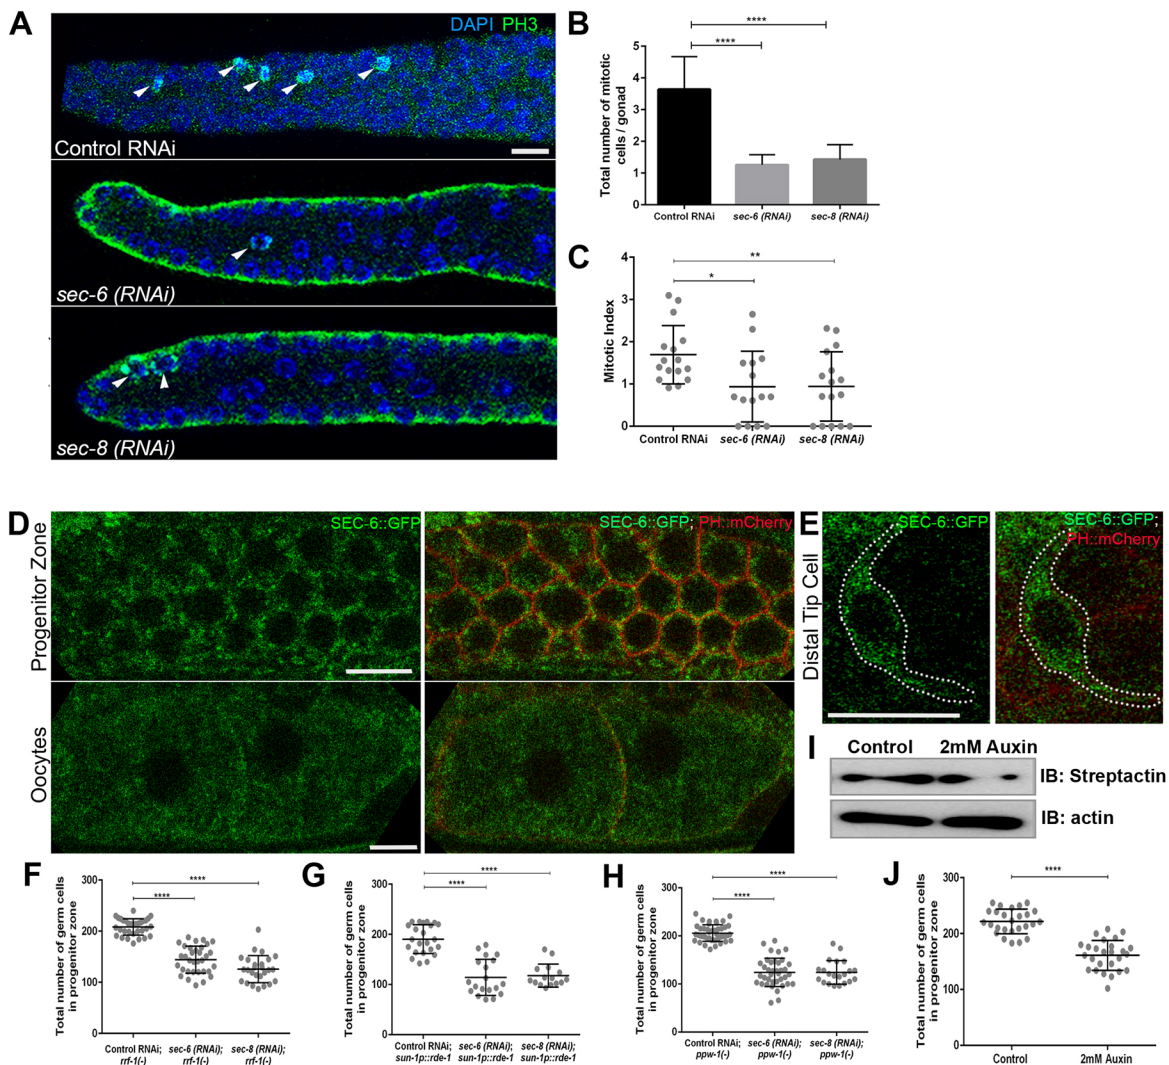 A
DAPI PH3
Control RNAi
sec-6 (RNAi)
sec-8 (RNAi)
B
Total number of mitotic
cells / gonad
5
4
3
2
1
0
****
****
Control RNAi
sec-6 (RNAi)
sec-8 (RNAi)
C
Mitotic Index
4
3
2
1
0
**
*
Control RNAi
sec-6 (RNAi)
sec-8 (RNAi)
D
Progenitor Zone
Oocytes
SEC-6::GFP
SEC-6::GFP; PH::mCherry
E
Distal Tip Cell
SEC-6::GFP
SEC-6::GFP;
PH::mCherry
I
Control 2mM Auxin
IB: Streptactin
IB: actin
F
Total number of germ cells
in progenitor zone
300
200
100
0
****
****
Control RNAi;
rrf-1(-)
sec-6 (RNAi);
rrf-1(-)
sec-8 (RNAi);
rrf-1(-)
G
Total number of germ cells
in progenitor zone
300
200
100
0
****
****
Control RNAi;
sun-1p::rde-1
sec-6 (RNAi);
sun-1p::rde-1
sec-8 (RNAi);
sun-1p::rde-1
H
Total number of germ cells
in progenitor zone
300
200
100
0
****
****
Control RNAi;
ppw-1(-)
sec-6 (RNAi);
ppw-1(-)
sec-8 (RNAi);
ppw-1(-)
J
Total number of germ cells
in progenitor zone
300
200
100
0
****
Control
2mM Auxin